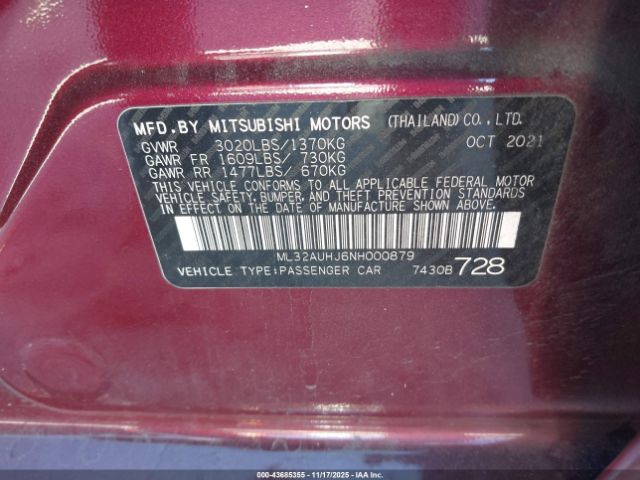 MFD.BY MITSUBISHI MOTORS (THAILAND)CO.,LTD.
GVWR 3020LBS/1370KG OCT 2021
GAWR FR 1609LBS/ 730KG
GAWR RR 1477LBS/ 670KG
THIS VEHICLE CONFORMS TO ALL APPLICABLE FEDERAL MOTOR
VEHICLE SAFETY, BUMPER, AND THEFT PREVENTION STANDARDS
IN EFFECT ON THE DATE OF MANUFACTURE SHOWN ABOVE.
ML32AUHJ6NH000879
VEHICLE TYPE:PASSENGER CAR 7430B 728
000-43685355 - 11/17/2025 - IAA Inc.